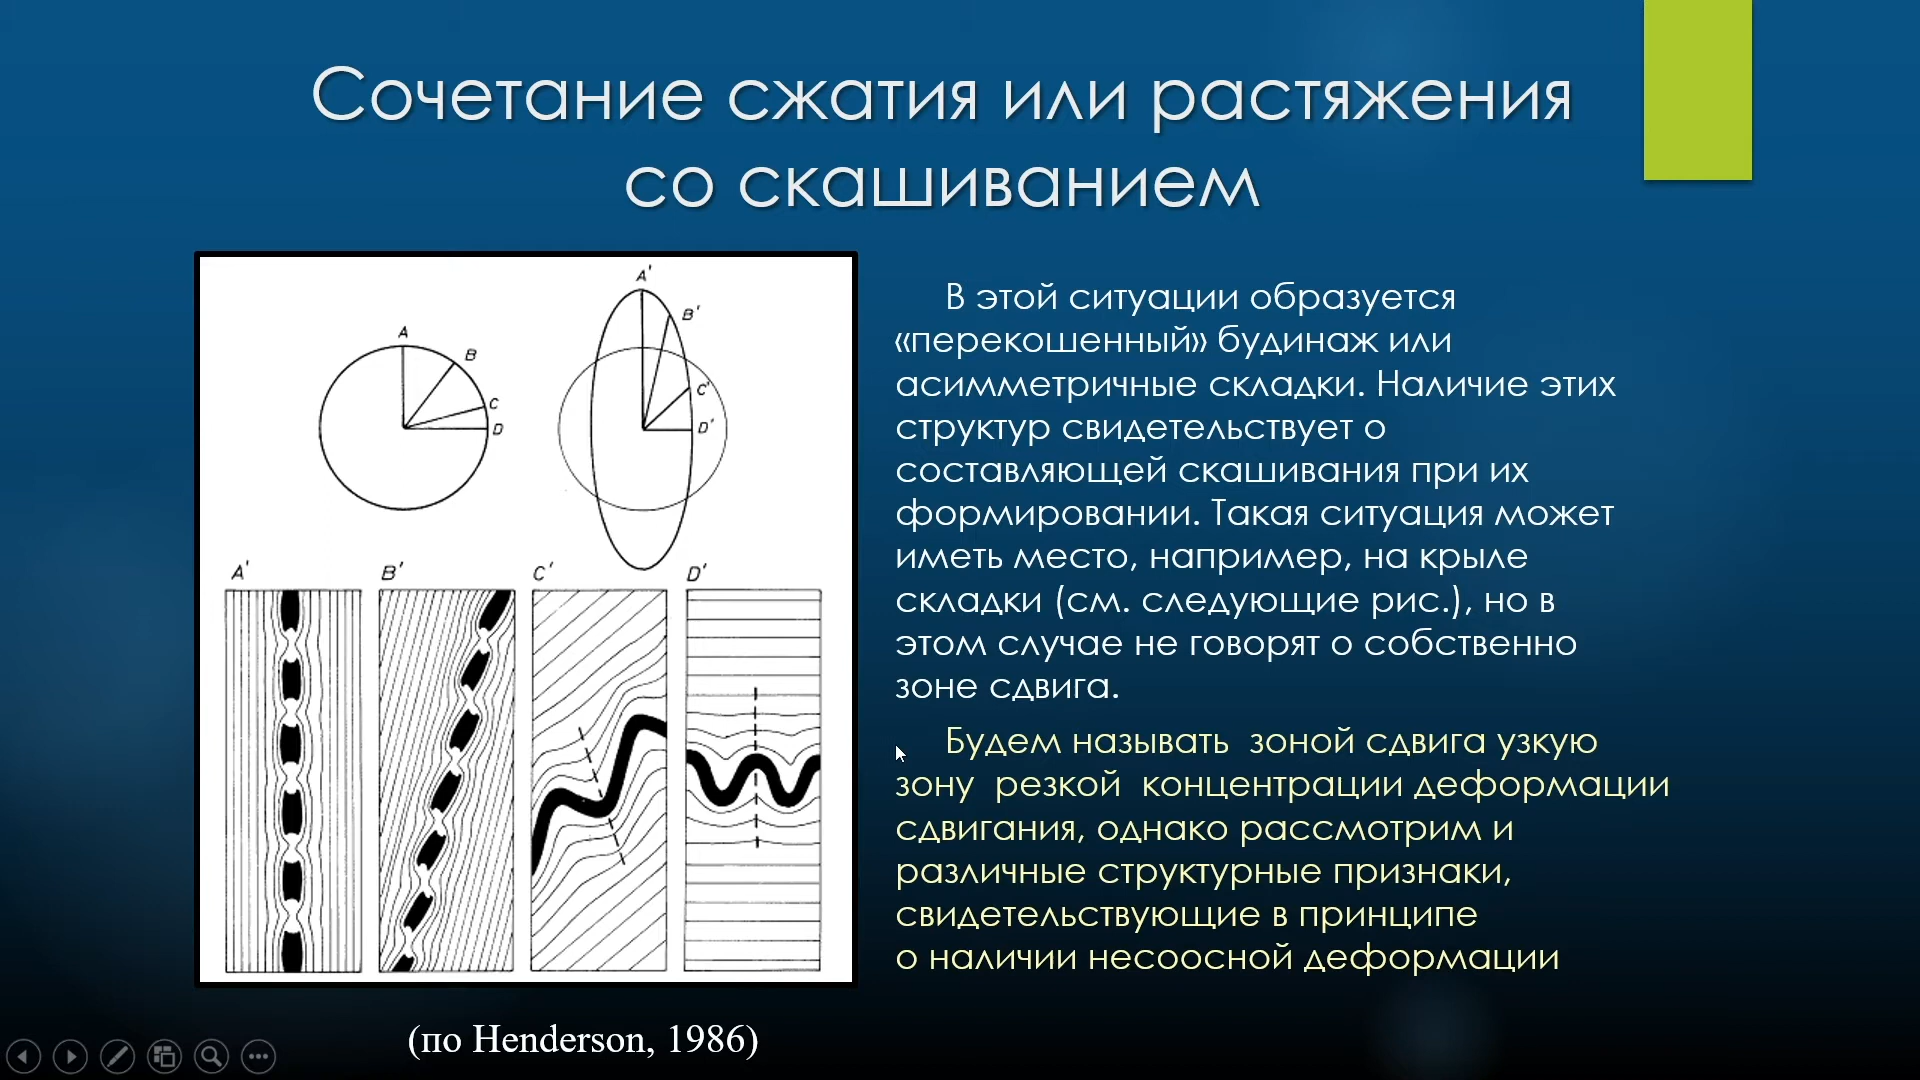 Сочетание сжатия или растяжения
со скашиванием
A
B
C
D
A'
B'
C'
D'
A'
B'
C'
D'
(по Henderson, 1986)
В этой ситуации образуется
«перекошенный» будинаж или
асимметричные складки. Наличие этих
структур свидетельствует о
составляющей скашивания при их
формировании. Такая ситуация может
иметь место, например, на крыле
складки (см. следующие рис.), но в
этом случае не говорят о собственно
зоне сдвига.
Будем называть зоной сдвига узкую
зону резкой концентрации деформации
сдвигания, однако рассмотрим и
различные структурные признаки,
свидетельствующие в принципе
о наличии несоосной деформации